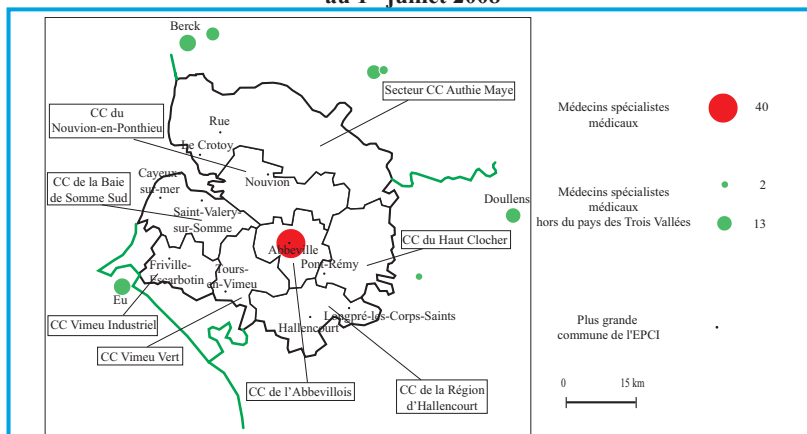 au 1er juillet 2008
Berck
Secteur CC Authie Maye
CC du
Nouvion-en-Ponthieu
Rue
Le Crotoy
Nouvion
Cayeux-
sur-mer
CC de la Baie
de Somme Sud
Saint-Valery-
sur-Somme
Doullens
Abbeville
CC du Haut Clocher
Pont-Rémy
Friville-
Escarbotin
Tours-
en-Vimeu
Eu
Longpré-les-Corps-Saints
Hallencourt
CC Vimeu Industriel
CC Vimeu Vert
CC de l'Abbevillois
CC de la Région
d'Hallencourt
Médecins spécialistes
médicaux
40
Médecins spécialistes
médicaux
hors du pays des Trois Vallées
2
13
Plus grande
commune de l'EPCI
0
15 km